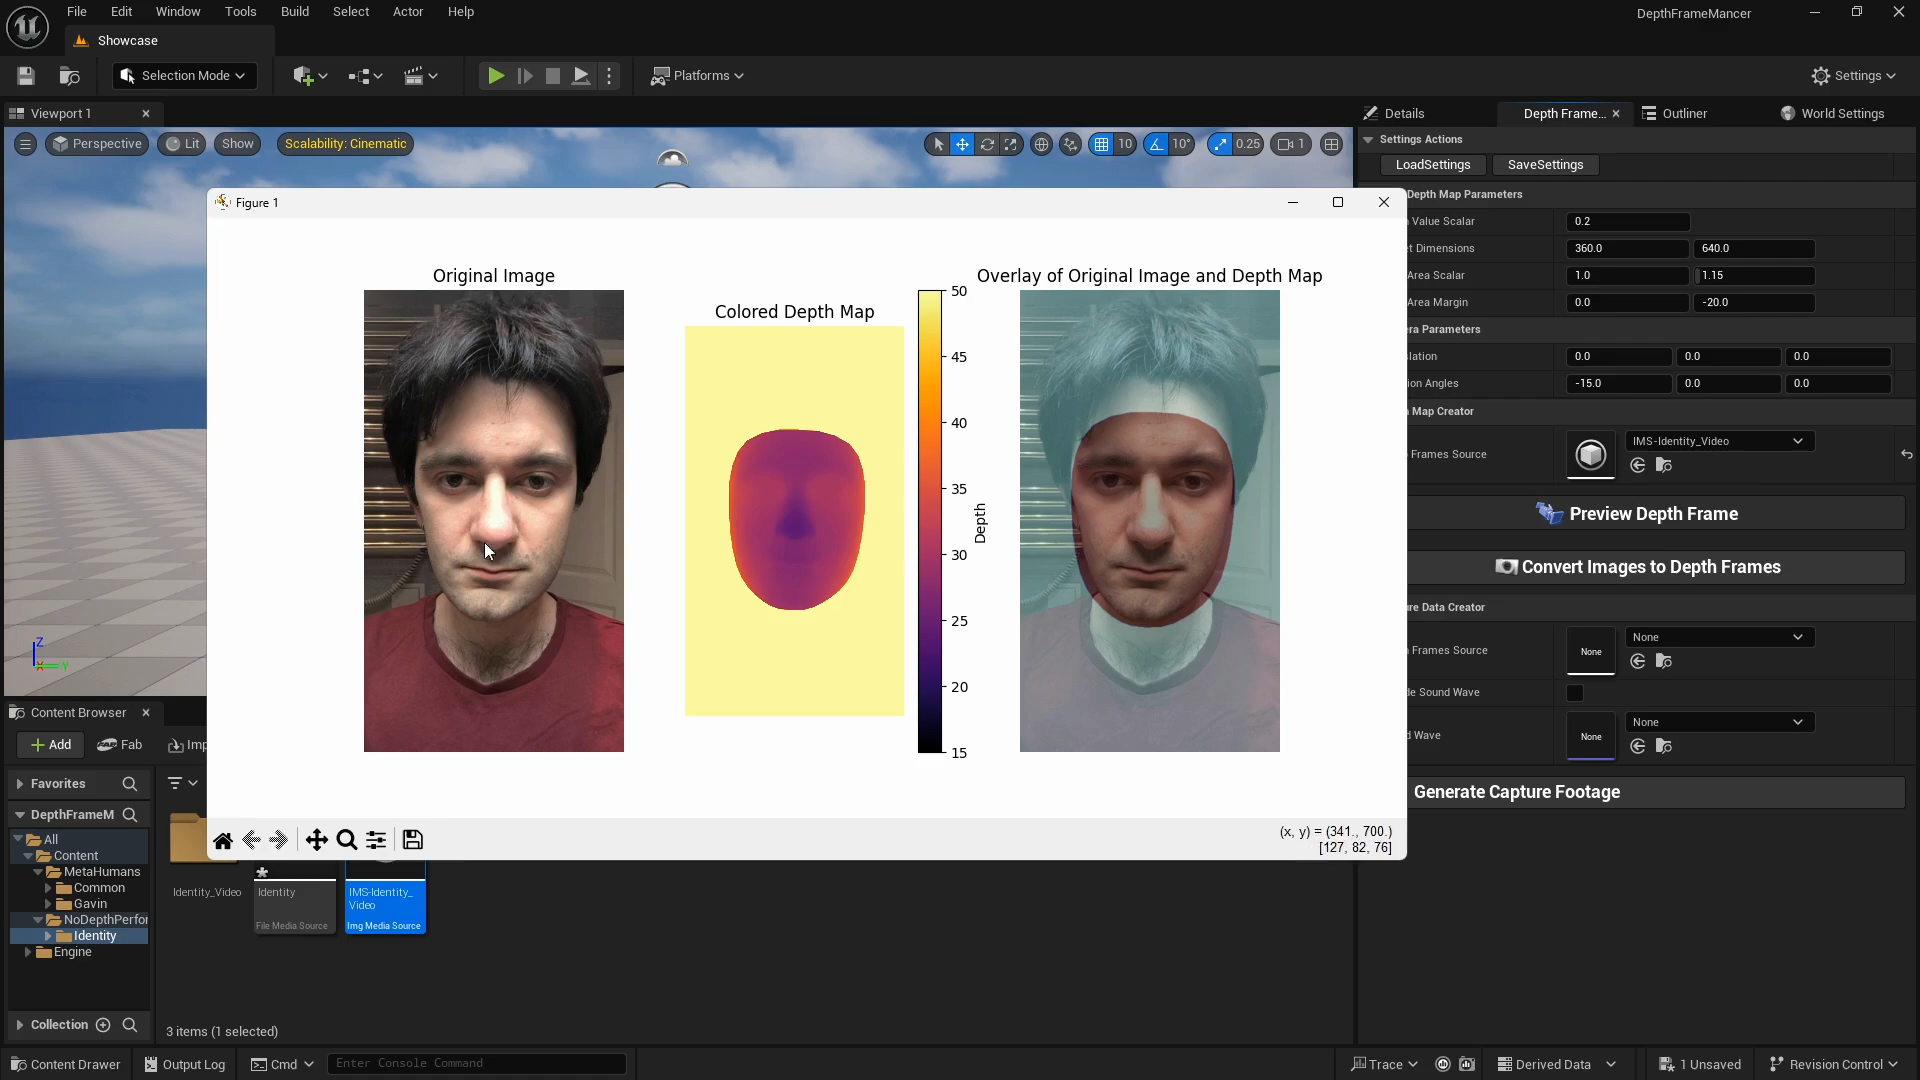 File Edit Window Tools Build Select Actor Help
DepthFrameMancer
Showcase
Selection Mode
Platforms
Settings
Viewport 1
Details
Depth Frame...
Outliner
World Settings
Perspective
Lit
Show
Scalability: Cinematic
10
10°
0.25
1
Settings Actions
LoadSettings
SaveSettings
Figure 1
Depth Map Parameters
Value Scalar
0.2
Dimensions
360.0
640.0
Area Scalar
1.0
1.15
Area Margin
0.0
-20.0
Parameters
0.0
0.0
0.0
Angles
-15.0
0.0
0.0
Map Creator
Frames Source
IMS-Identity_Video
Preview Depth Frame
Convert Images to Depth Frames
Data Creator
Frames Source
None
None
Sound Wave
Wave
None
None
Generate Capture Footage
Original Image
Colored Depth Map
Overlay of Original Image and Depth Map
50
45
40
35
30
25
20
15
Depth
(x, y) = (341., 700.)
[127, 82, 76]
Z
X
Y
Content Browser
Add
Fab
Imp
Favorites
DepthFrameM
All
Content
MetaHumans
Common
Gavin
NoDepthPerfor
Identity
Engine
Collection
Identity_Video
Identity
File Media Source
IMS-Identity_
Video
Img Media Source
3 items (1 selected)
Content Drawer
Output Log
Cmd
Enter Console Command
Trace
Derived Data
1 Unsaved
Revision Control